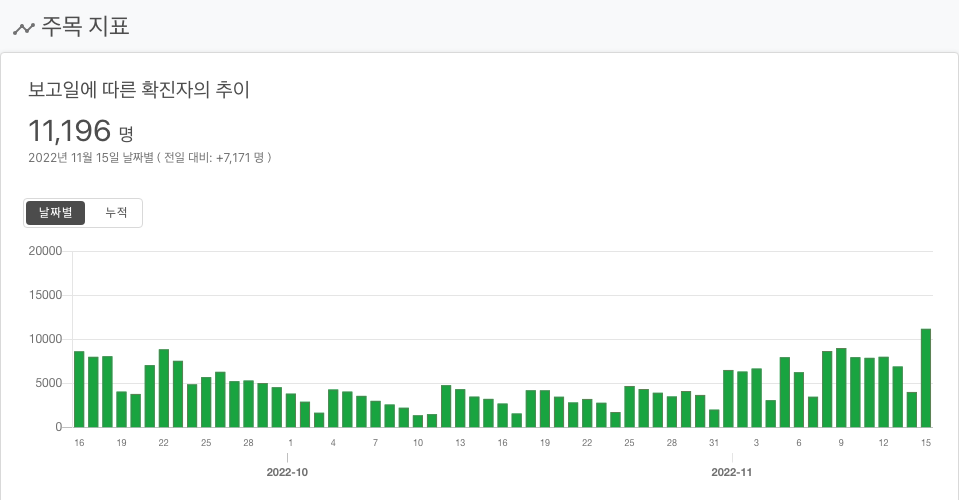 주목 지표
보고일에 따른 확진자의 추이
11,196 명
2022년 11월 15일 날짜별 ( 전일 대비: +7,171 명 )
날짜별 누적
20000
15000
10000
5000
0
16 19 22 25 28 1 4 7 10 13 16 19 22 25 28 31 3 6 9 12 15
2022-10 2022-11